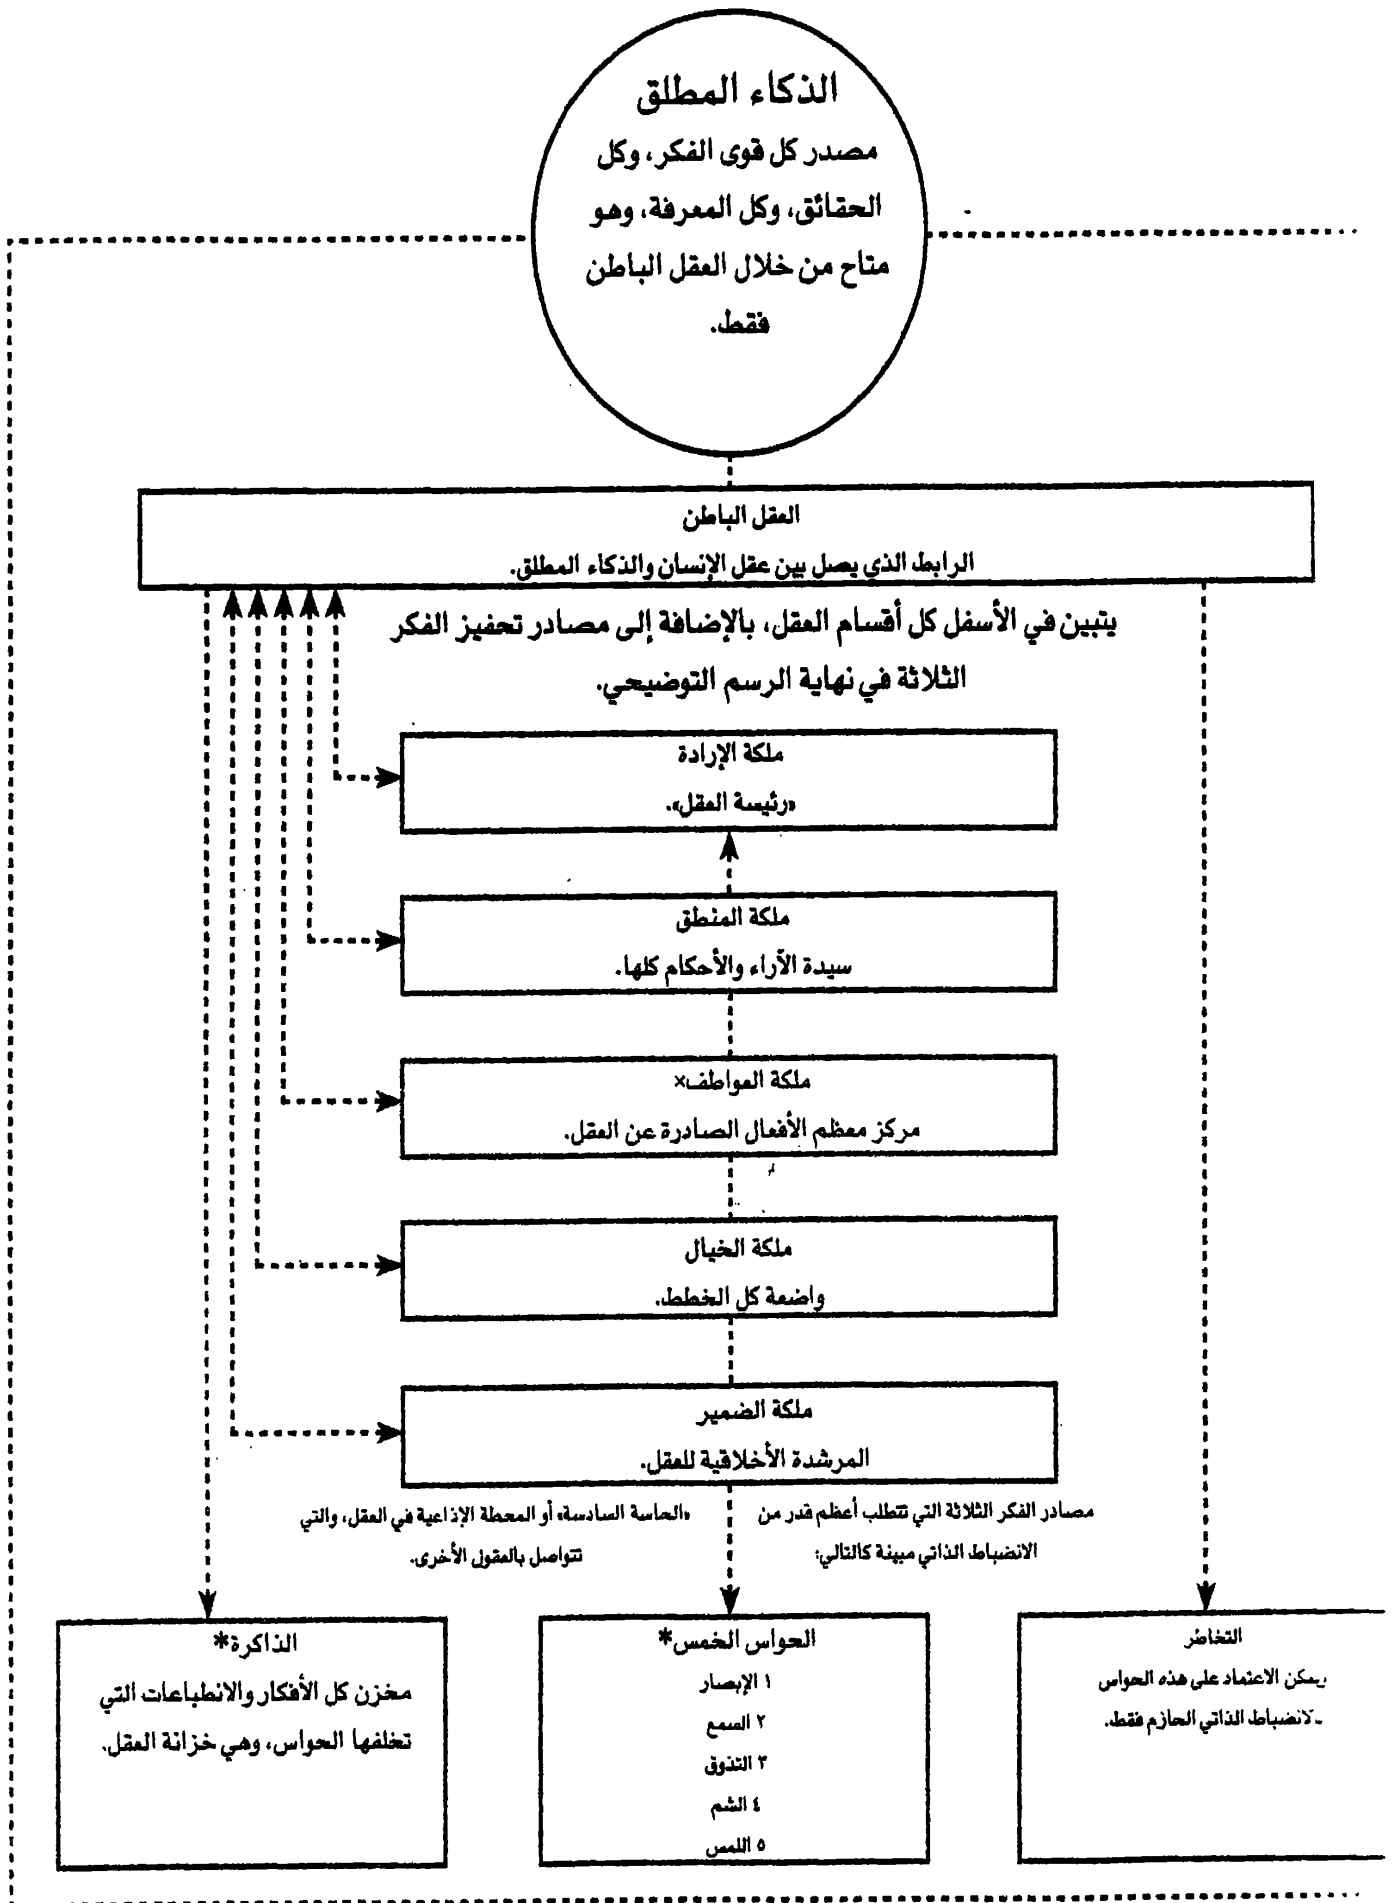 الذكاء المطلق
مصدر كل قوى الفكر، وكل
الحقائق، وكل المعرفة، وهو
متاح من خلال العقل الباطن
فقط.
العقل الباطن
الرابط الذي يصل بين عقل الإنسان والذكاء المطلق.
يتبين في الأسفل كل أقسام العقل، بالإضافة إلى مصادر تحفيز الفكر
الثلاثة في نهاية الرسم التوضيحي.
ملكة الإرادة
«رئيسة العقل».
ملكة المنطق
سيدة الآراء والأحكام كلها.
ملكة العواطف×
مركز معظم الأفعال الصادرة عن العقل.
ملكة الخيال
واضعة كل الخطط.
ملكة الضمير
المرشدة الأخلاقية للعقل.
مصادر الفكر الثلاثة التي تتطلب أعظم قدر من
الانضباط الذاتي مبينة كالتالي:
«الحاسة السادسة» أو المحطة الإذاعية في العقل، والتي
تتواصل بالعقول الأخرى.
التخاطر
يمكن الاعتماد على هذه الحواس
الانضباط الذاتي الحازم فقط.
الحواس الخمس*
١ الإبصار
٢ السمع
٣ التذوق
٤ الشم
٥ اللمس
الذاكرة*
مخزن كل الأفكار والانطباعات التي
تخلفها الحواس، وهي خزانة العقل.